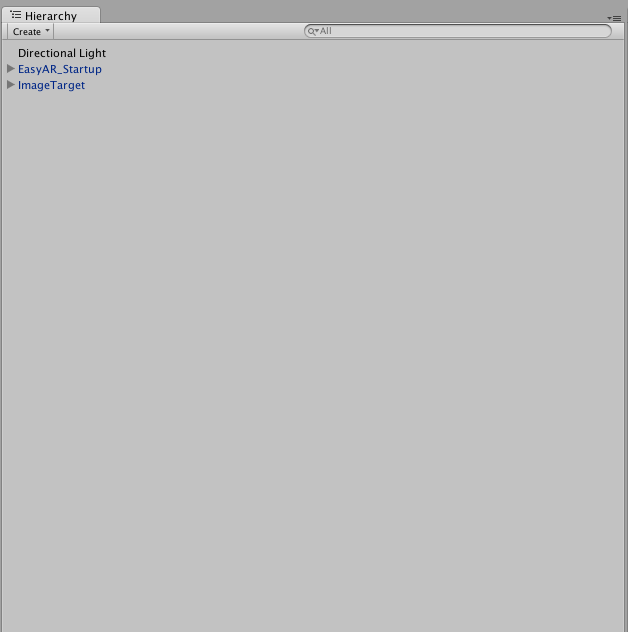 Hierarchy
Create All
Directional Light
EasyAR_Startup
ImageTarget